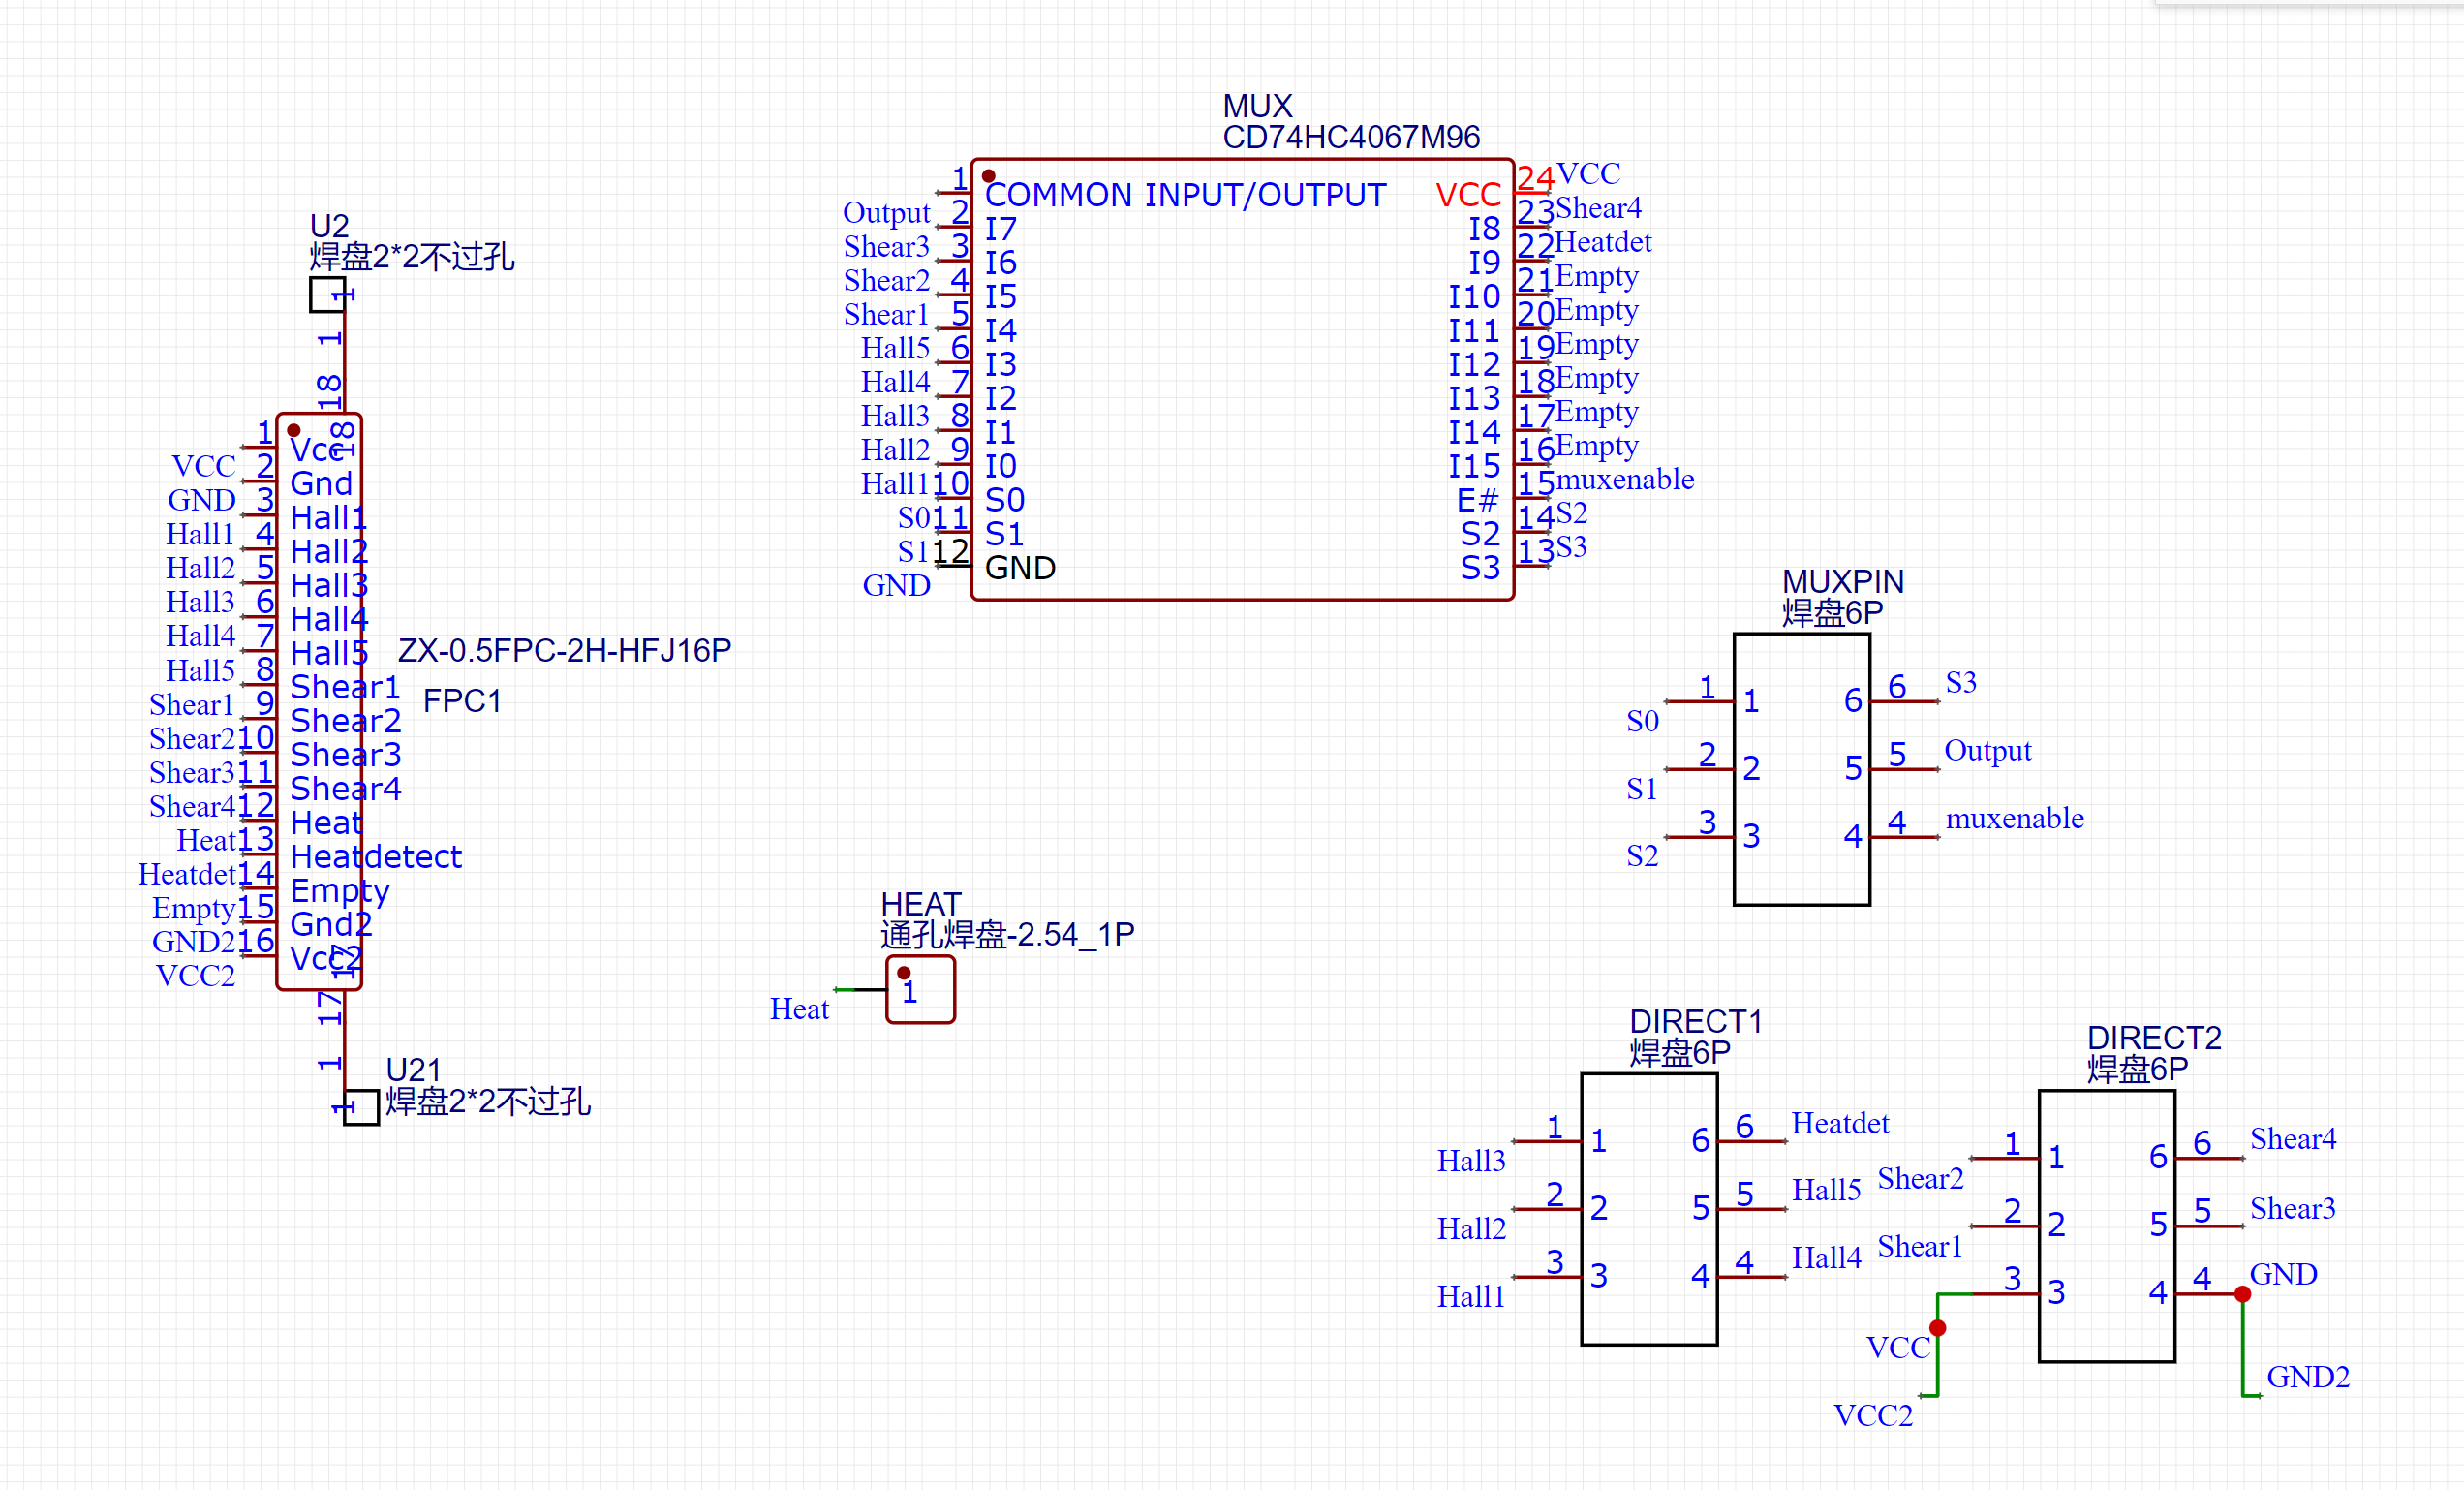 MUX
CD74HC4067M96
1 COMMON INPUT/OUTPUT VCC 24 VCC
Output 2 I7 I8 23 Shear4
Shear3 3 I6 I9 22 Heatdet
Shear2 4 I5 I10 21 Empty
Shear1 5 I4 I11 20 Empty
Hall5 6 I3 I12 19 Empty
Hall4 7 I2 I13 18 Empty
Hall3 8 I1 I14 17 Empty
Hall2 9 I0 I15 16 Empty
Hall1 10 S0 E# 15 muxenable
S0 11 S1 S2 14 S2
S1 12 GND S3 13 S3
GND
U2
焊盘2*2不过孔
1
1
18
18
1 Vcc
VCC 2 Gnd
GND 3 Hall1
Hall1 4 Hall2
Hall2 5 Hall3
Hall3 6 Hall4
Hall4 7 Hall5
Hall5 8 Shear1
Shear1 9 Shear2
Shear2 10 Shear3
Shear3 11 Shear4
Shear4 12 Heat
Heat 13 Heatdetect
Heatdet 14 Empty
Empty 15 Gnd2
GND2 16 Vcc2
VCC2
17
17
1
1
ZX-0.5FPC-2H-HFJ16P
FPC1
U21
焊盘2*2不过孔
HEAT
通孔焊盘-2.54_1P
1
Heat
MUXPIN
焊盘6P
1 1 6 6 S3
S0
2 2 5 5 Output
S1
3 3 4 4 muxenable
S2
DIRECT1
焊盘6P
1 1 6 6 Heatdet
Hall3
2 2 5 5 Hall5
Hall2
3 3 4 4 Hall4
Hall1
DIRECT2
焊盘6P
1 1 6 6 Shear4
Shear2
2 2 5 5 Shear3
Shear1
3 3 4 4 GND
VCC
GND2
VCC2